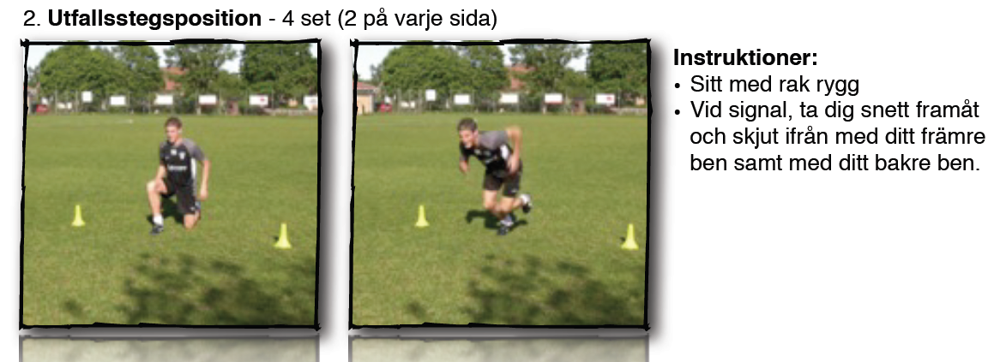 2. Utfallsstegsposition - 4 set (2 på varje sida)
Instruktioner:
• Sitt med rak rygg
• Vid signal, ta dig snett framåt
och skjut ifrån med ditt främre
ben samt med ditt bakre ben.